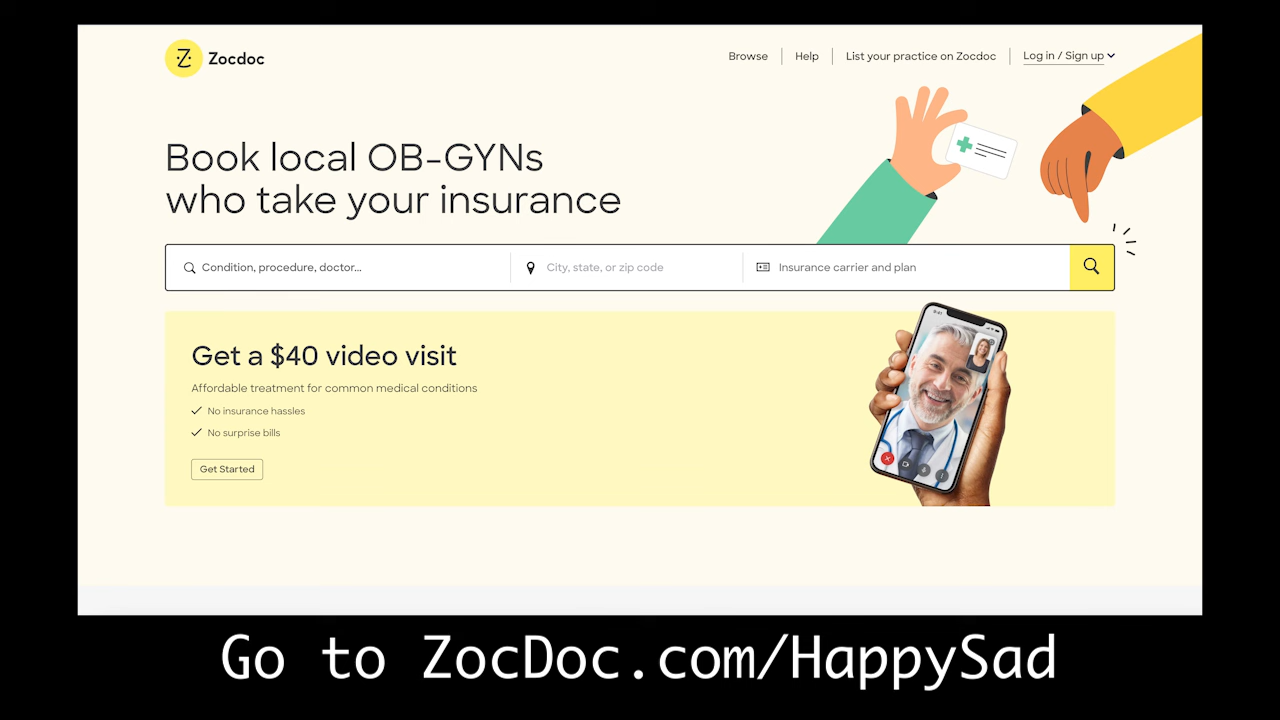 Zocdoc
Browse
Help
List your practice on Zocdoc
Log in / Sign up
Book local OB-GYNs
who take your insurance
Condition, procedure, doctor...
City, state, or zip code
Insurance carrier and plan
Get a $40 video visit
Affordable treatment for common medical conditions
No insurance hassles
No surprise bills
Get Started
Go to ZocDoc.com/HappySad